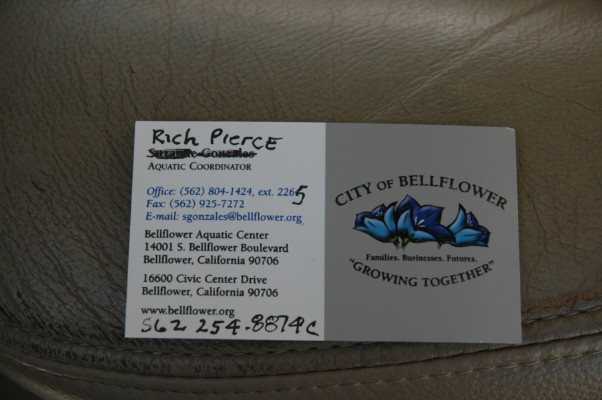 Rich Pierce
Suzanne Gonzales
AQUATIC COORDINATOR
Office: (562) 804-1424, ext. 2265
Fax: (562) 925-7272
E-mail: sgonzales@bellflower.org
Bellflower Aquatic Center
14001 S. Bellflower Boulevard
Bellflower, California 90706
16600 Civic Center Drive
Bellflower, California 90706
www.bellflower.org
562 254-8874c
CITY OF BELLFLOWER
Families. Businesses. Futures.
"GROWING TOGETHER"